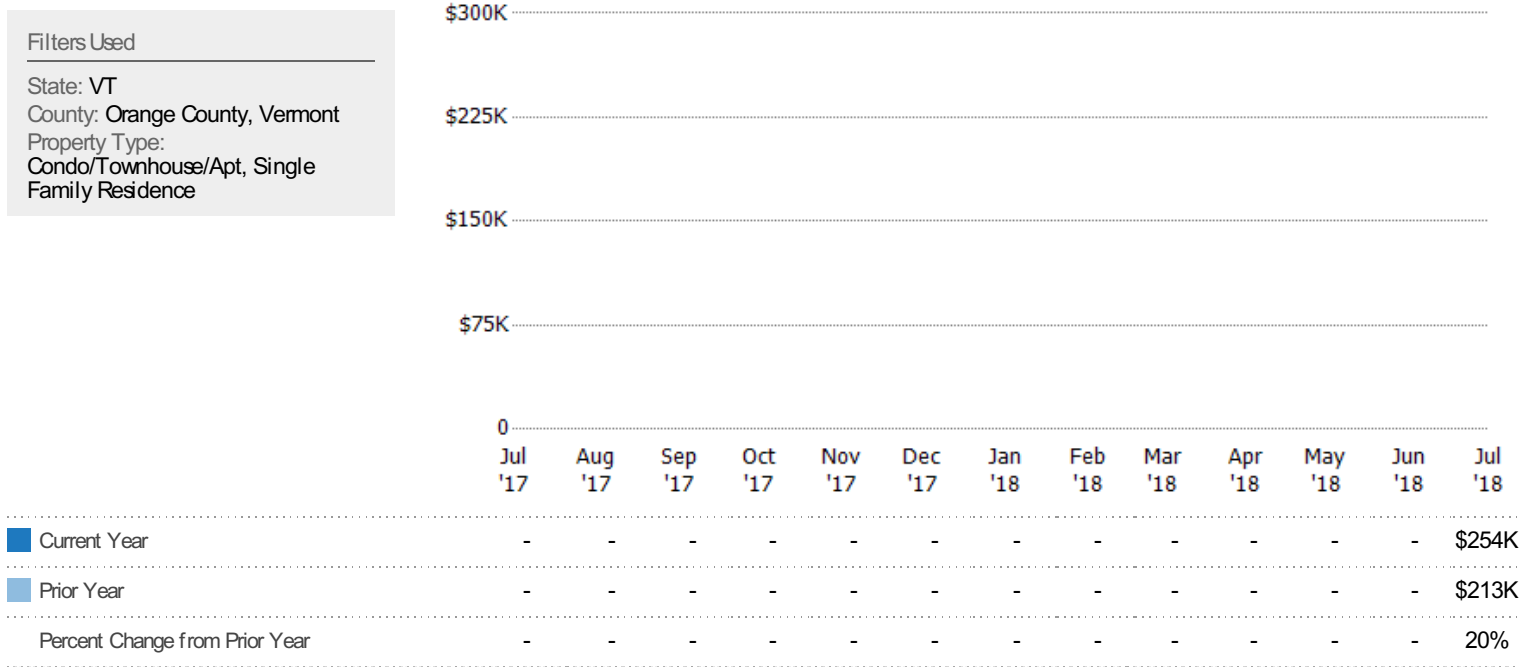 Filters Used
State: VT
County: Orange County, Vermont
Property Type:
Condo/Townhouse/Apt, Single
Family Residence
$300K
$225K
$150K
$75K
0
Jul Aug Sep Oct Nov Dec Jan Feb Mar Apr May Jun Jul
'17 '17 '17 '17 '17 '17 '18 '18 '18 '18 '18 '18 '18
Current Year - - - - - - - - - - - - $254K
Prior Year - - - - - - - - - - - - $213K
Percent Change from Prior Year - - - - - - - - - - - - 20%